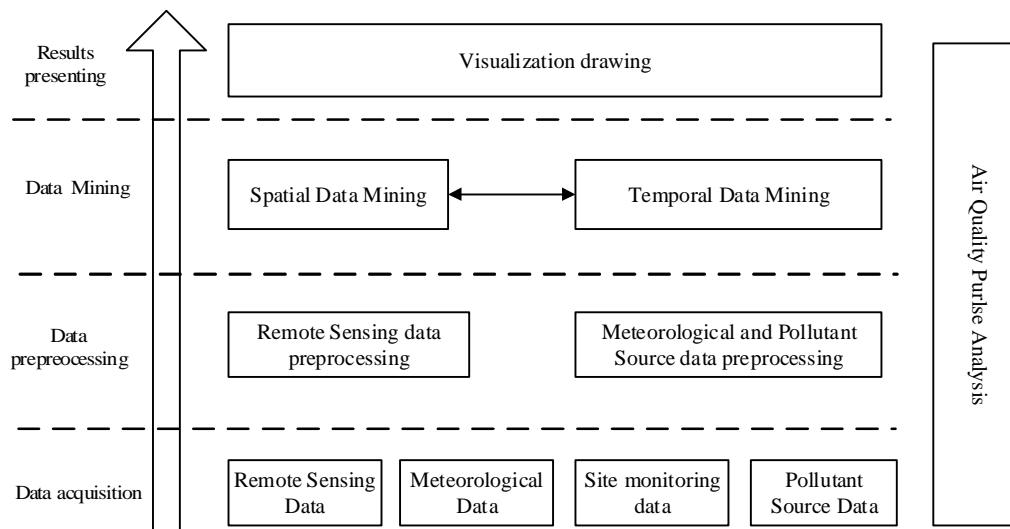 Results
presenting
Visualization drawing
Data Mining
Spatial Data Mining
Temporal Data Mining
Data
prepreocessing
Remote Sensing data
preprocessing
Meteorological and Pollutant
Source data preprocessing
Data acquisition
Remote Sensing
Data
Meteorological
Data
Site monitoring
data
Pollutant
Source Data
Air Quality Purlse Analysis